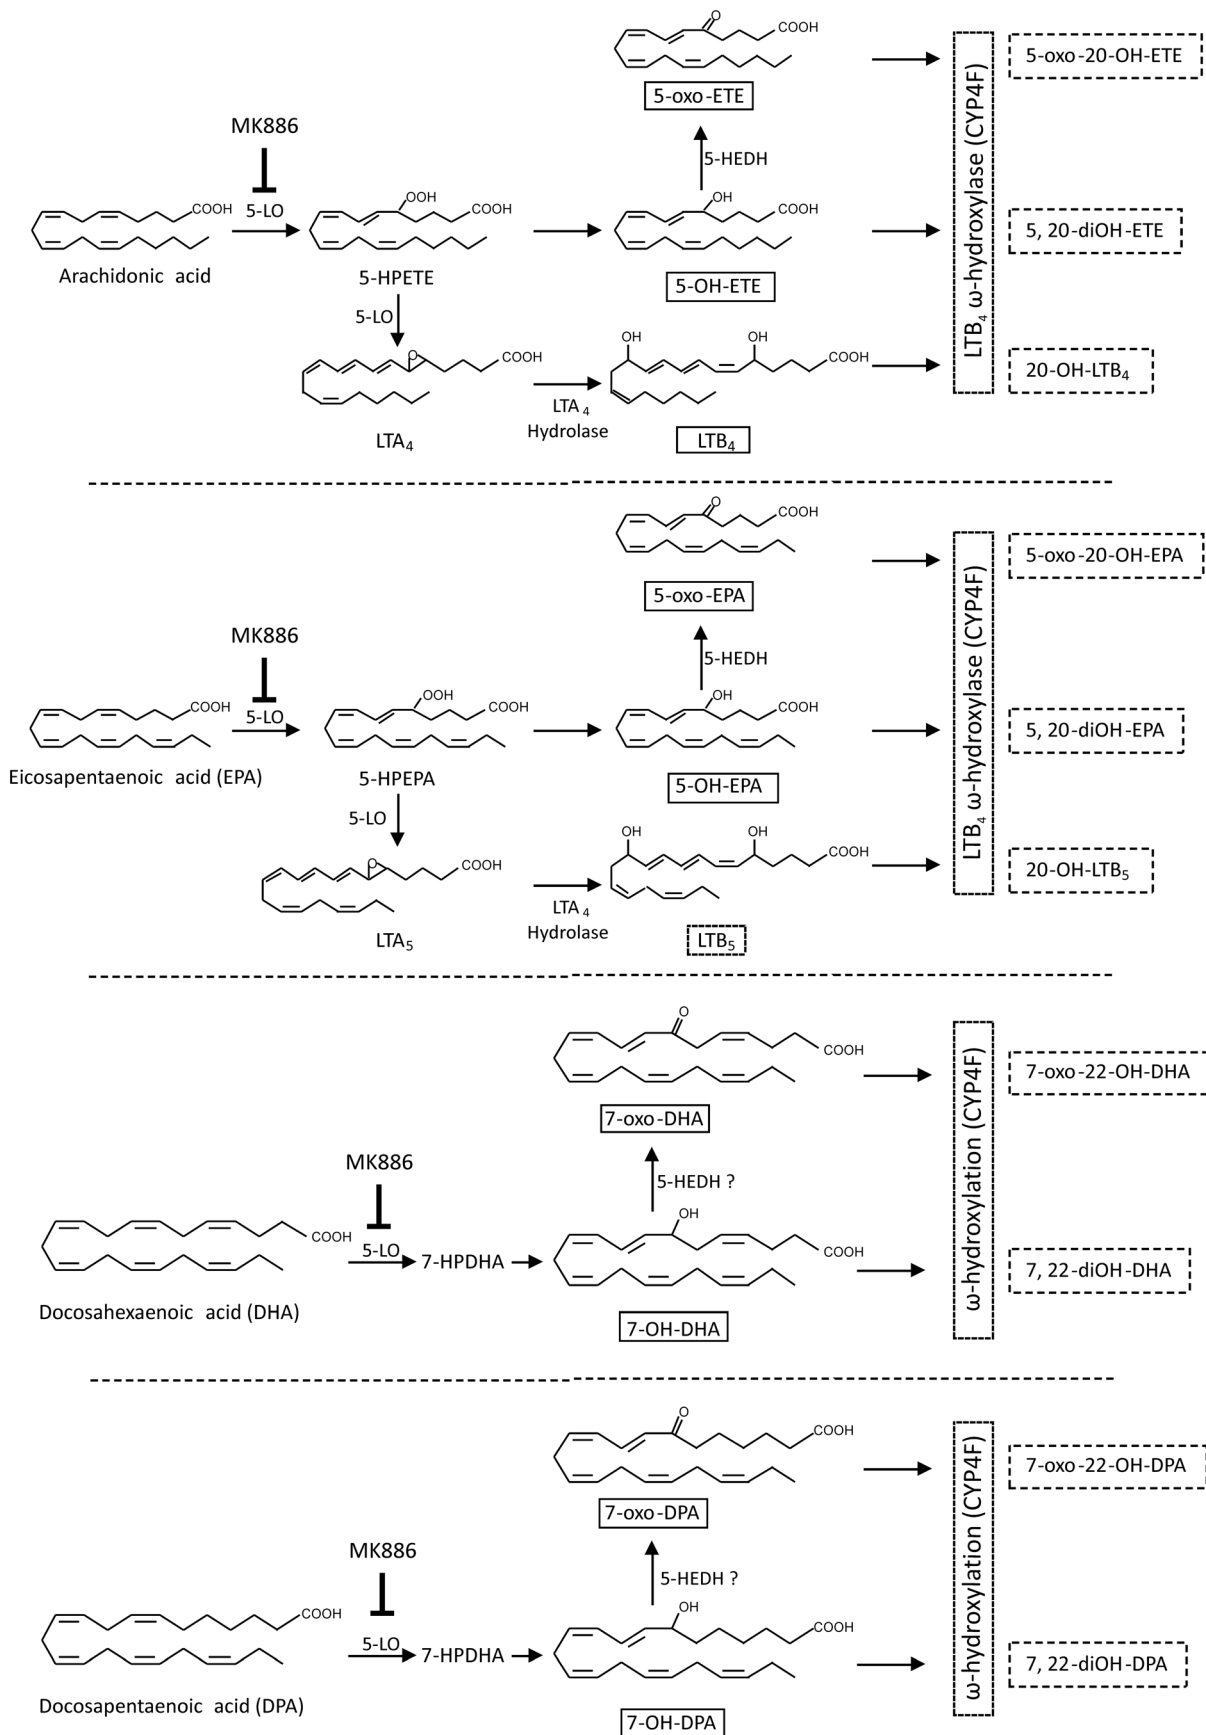 O
COOH
5-oxo-ETE
5-oxo-20-OH-ETE
MK886
5-HEDH
COOH
5-LO
OOH
COOH
OH
COOH
5, 20-diOH-ETE
Arachidonic acid
5-HPETE
5-OH-ETE
5-LO
O
COOH
OH
OH
COOH
LTA4
Hydrolase
20-OH-LTB4
LTA4
LTB4
LTB4 ω-hydroxylase (CYP4F)
O
COOH
5-oxo-EPA
5-oxo-20-OH-EPA
MK886
5-HEDH
COOH
5-LO
OOH
COOH
OH
COOH
5, 20-diOH-EPA
Eicosapentaenoic acid (EPA)
5-HPEPA
5-OH-EPA
5-LO
O
COOH
OH
OH
COOH
LTA4
Hydrolase
20-OH-LTB5
LTA5
LTB5
LTB4 ω-hydroxylase (CYP4F)
O
COOH
7-oxo-DHA
7-oxo-22-OH-DHA
MK886
5-HEDH ?
COOH
5-LO
7-HPDHA
OH
COOH
7, 22-diOH-DHA
Docosahexaenoic acid (DHA)
7-OH-DHA
ω-hydroxylation (CYP4F)
O
COOH
7-oxo-DPA
7-oxo-22-OH-DPA
MK886
5-HEDH ?
COOH
5-LO
7-HPDHA
OH
COOH
7, 22-diOH-DPA
Docosapentaenoic acid (DPA)
7-OH-DPA
ω-hydroxylation (CYP4F)